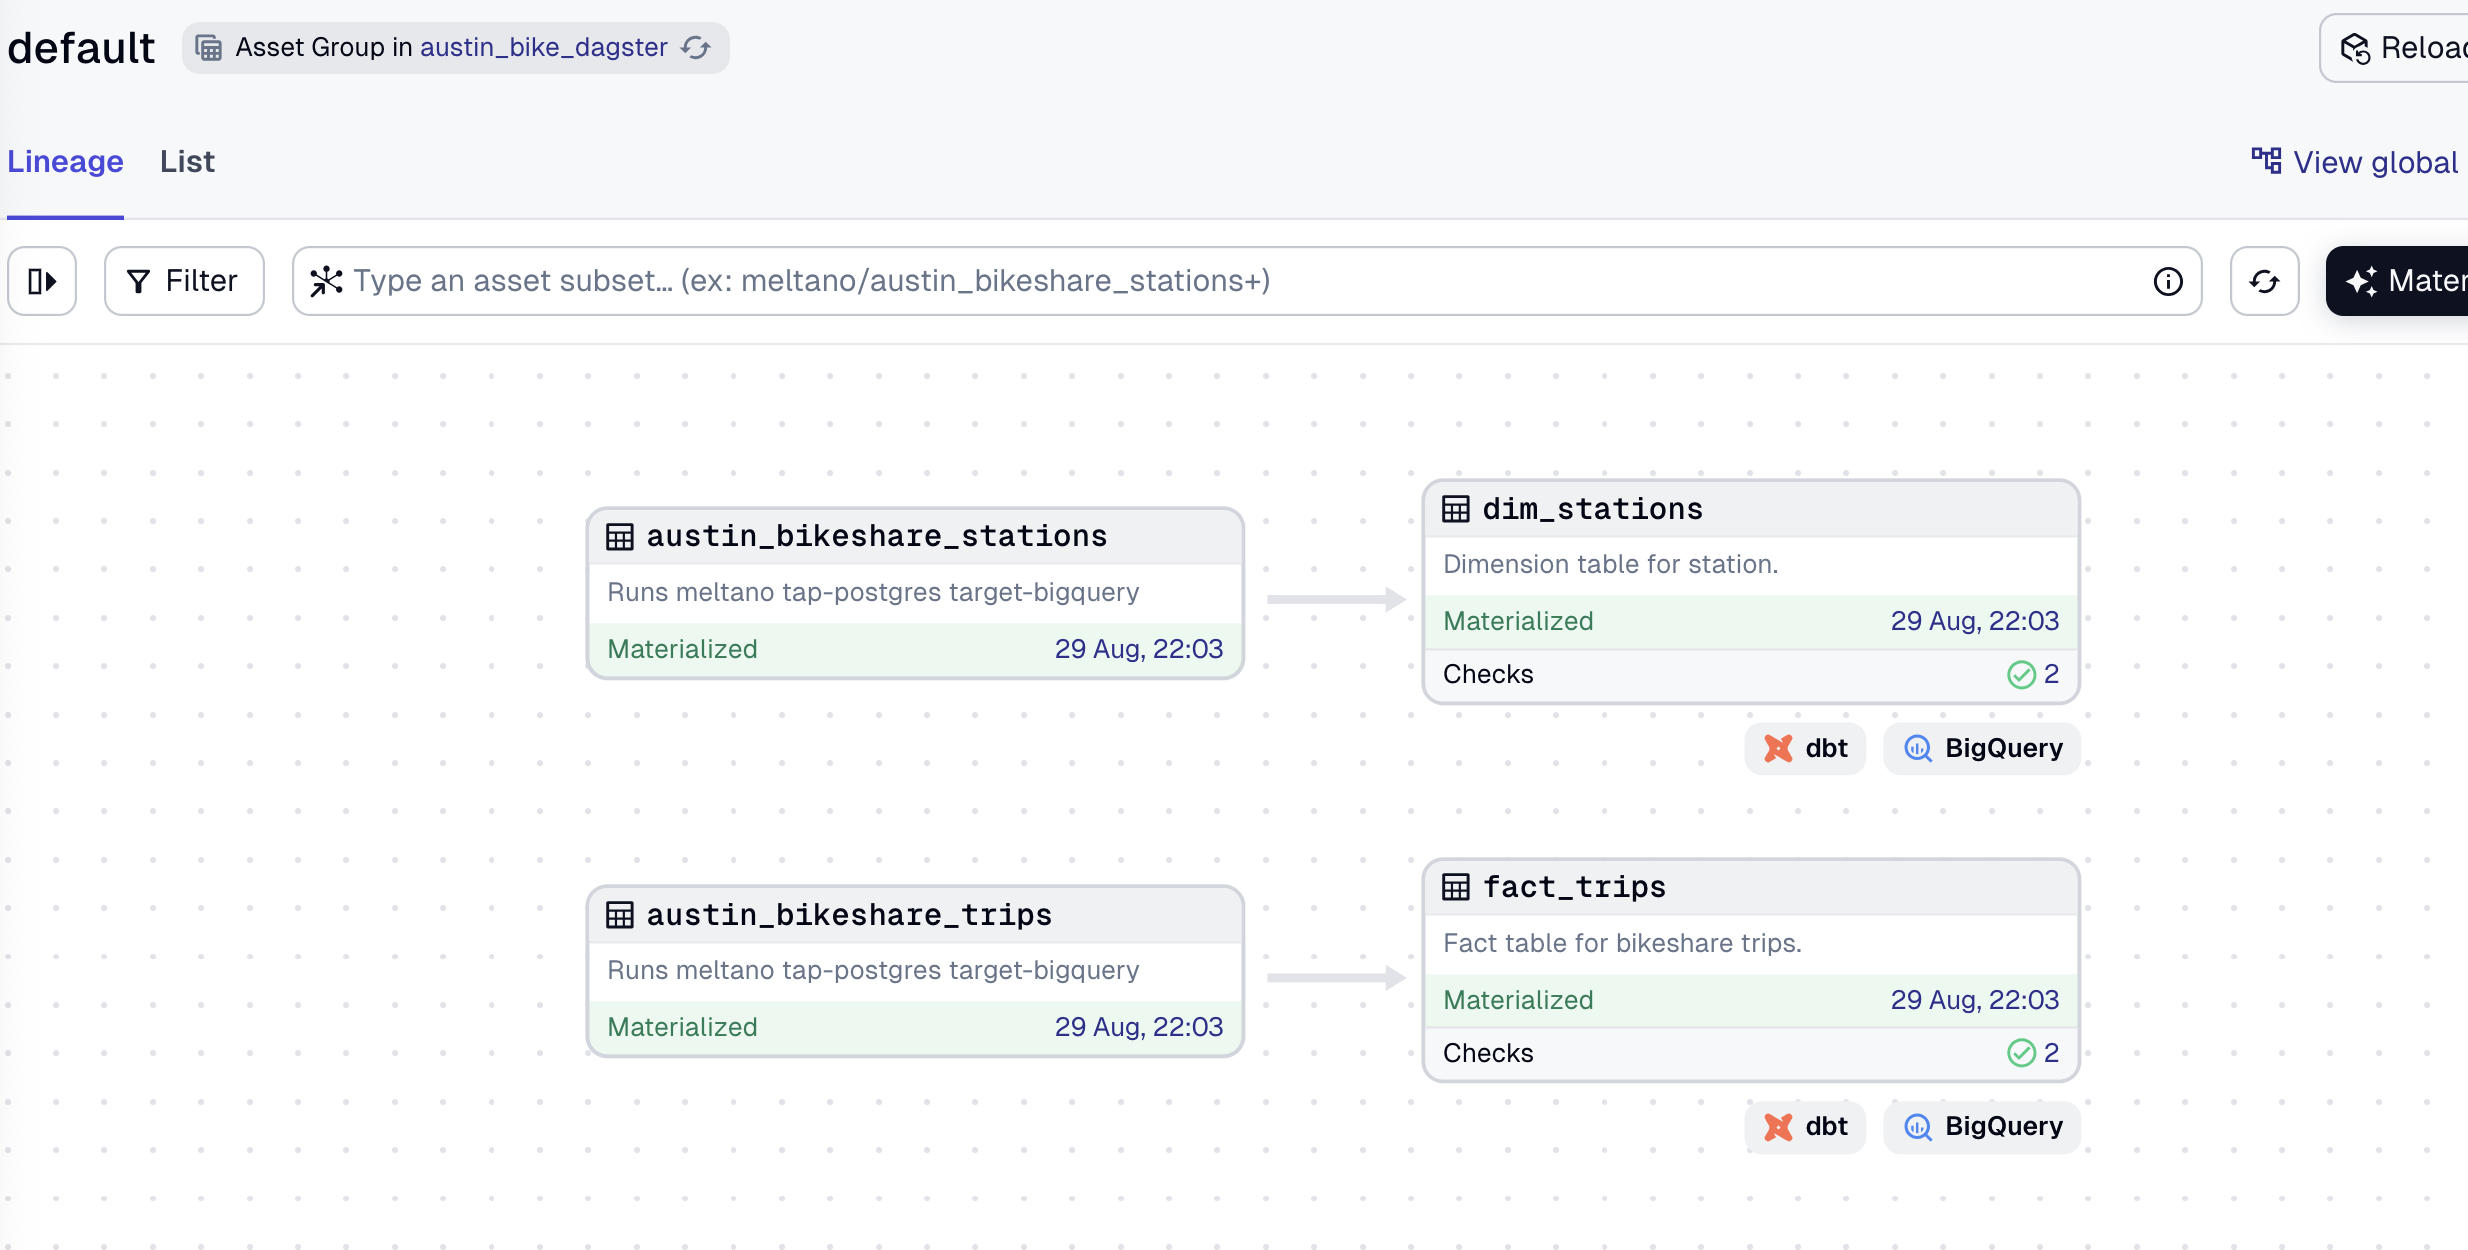 default
Asset Group in austin_bike_dagster
Reload
Lineage
List
View global
Filter
Type an asset subset… (ex: meltano/austin_bikeshare_stations+)
Mater
austin_bikeshare_stations
Runs meltano tap-postgres target-bigquery
Materialized 29 Aug, 22:03
dim_stations
Dimension table for station.
Materialized 29 Aug, 22:03
Checks 2
dbt BigQuery
austin_bikeshare_trips
Runs meltano tap-postgres target-bigquery
Materialized 29 Aug, 22:03
fact_trips
Fact table for bikeshare trips.
Materialized 29 Aug, 22:03
Checks 2
dbt BigQuery